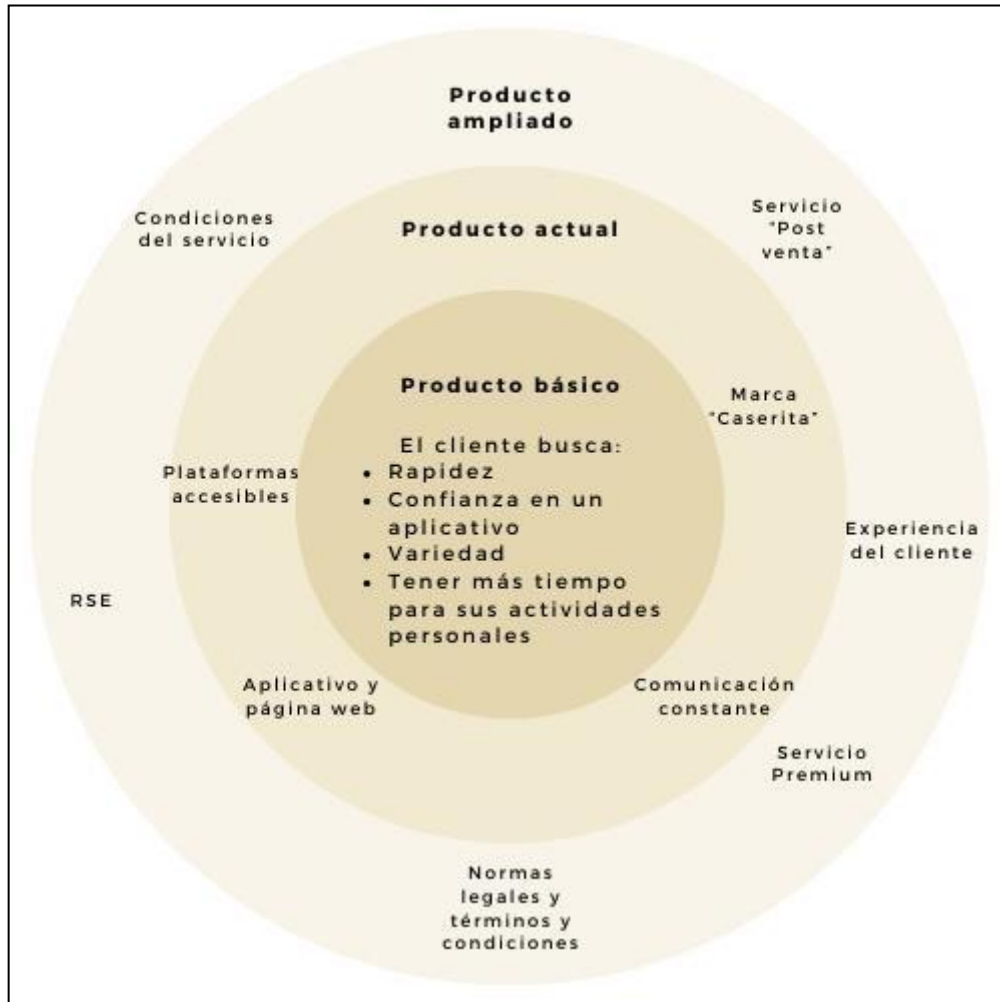 Producto
ampliado
Condiciones
del servicio
Servicio
"Post
venta"
Producto actual
Producto básico
Marca
"Caserita"
El cliente busca:
• Rapidez
• Confianza en un
aplicativo
• Variedad
• Tener más tiempo
para sus actividades
personales
Plataformas
accesibles
Experiencia
del cliente
RSE
Aplicativo y
página web
Comunicación
constante
Servicio
Premium
Normas
legales y
términos y
condiciones